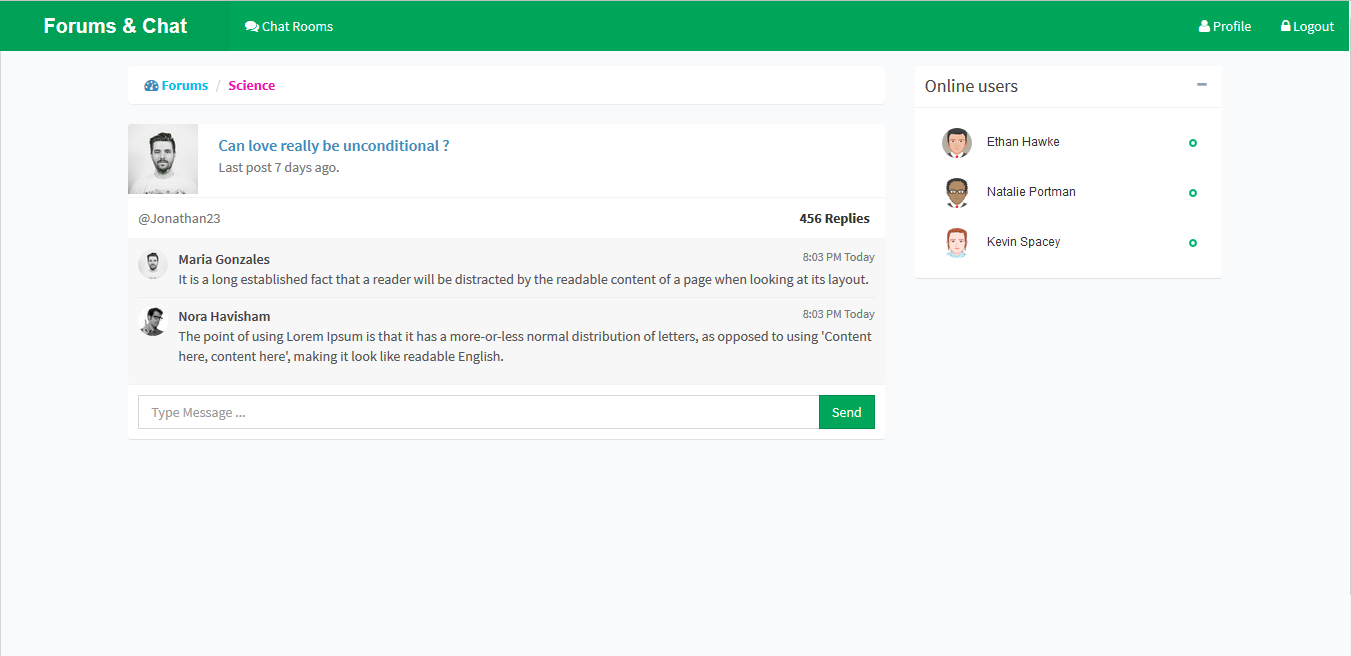 Forums & Chat
Chat Rooms
Profile
Logout
Forums / Science
Can love really be unconditional ?
Last post 7 days ago.
@Jonathan23
456 Replies
Maria Gonzales
8:03 PM Today
It is a long established fact that a reader will be distracted by the readable content of a page when looking at its layout.
Nora Havisham
8:03 PM Today
The point of using Lorem Ipsum is that it has a more-or-less normal distribution of letters, as opposed to using 'Content
here, content here', making it look like readable English.
Type Message ...
Send
Online users
Ethan Hawke
Natalie Portman
Kevin Spacey